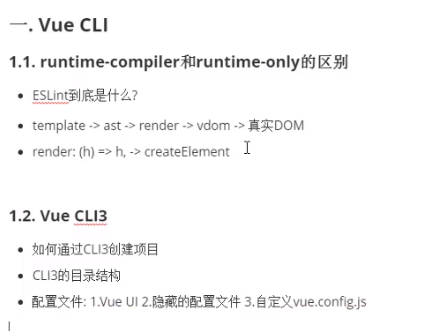 一. Vue CLI
1.1. runtime-compiler和runtime-only的区别
ESLint到底是什么?
template -> ast -> render -> vdom -> 真实DOM
render: (h) => h, -> createElement
1.2. Vue CLI3
如何通过CLI3创建项目
CLI3的目录结构
配置文件: 1.Vue UI 2.隐藏的配置文件 3.自定义vue.config.js